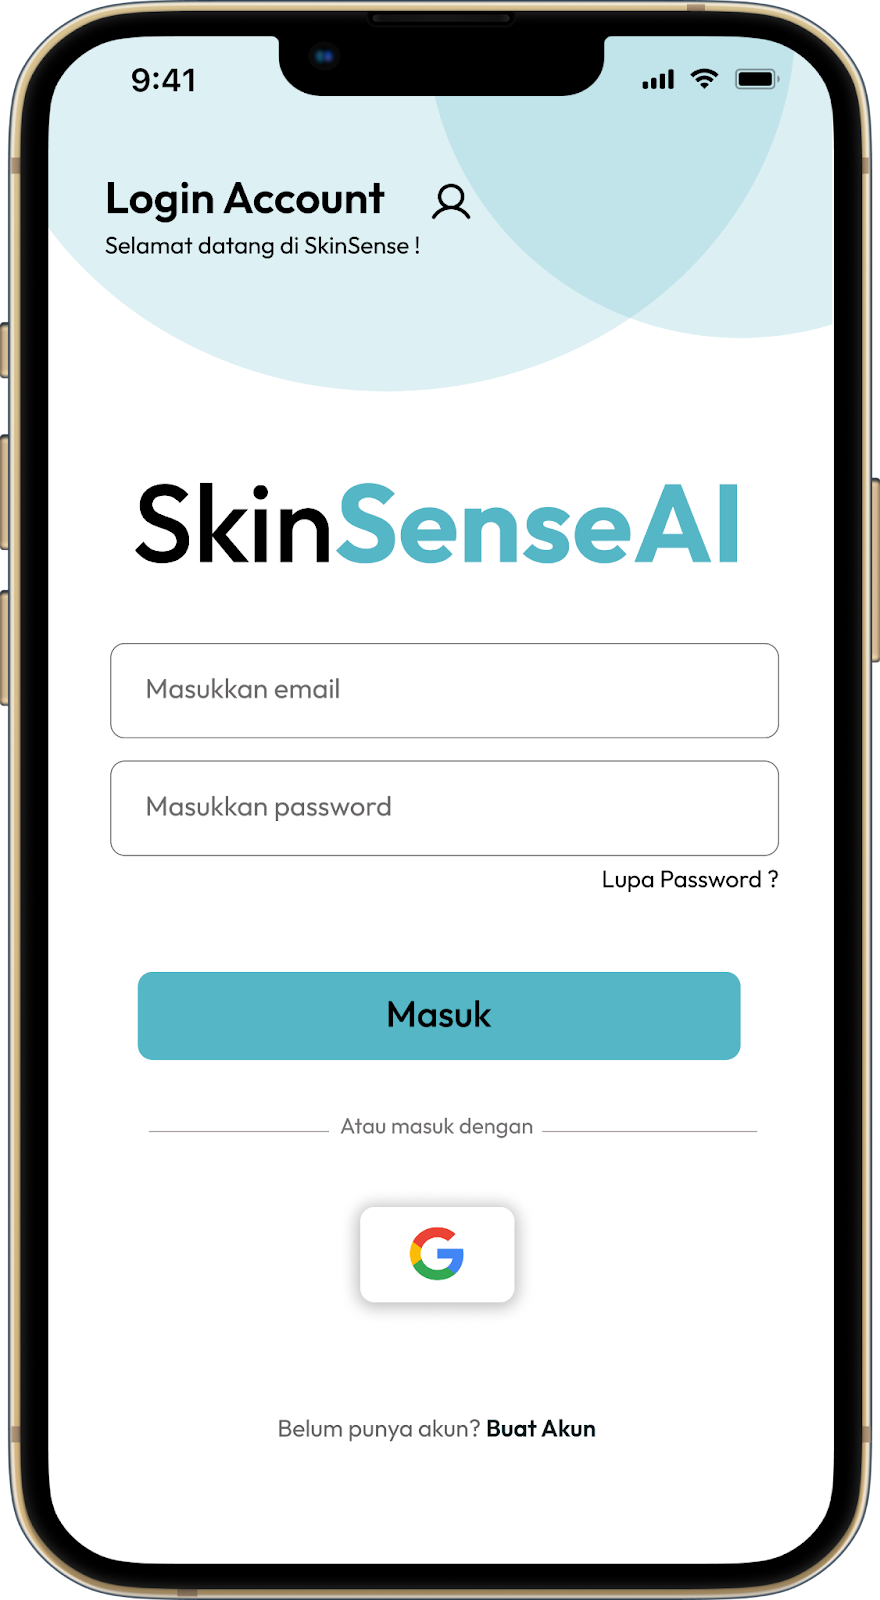 9:41
Login Account
Selamat datang di SkinSense !
SkinSenseAI
Masukkan email
Masukkan password
Lupa Password ?
Masuk
Atau masuk dengan
Belum punya akun? Buat Akun